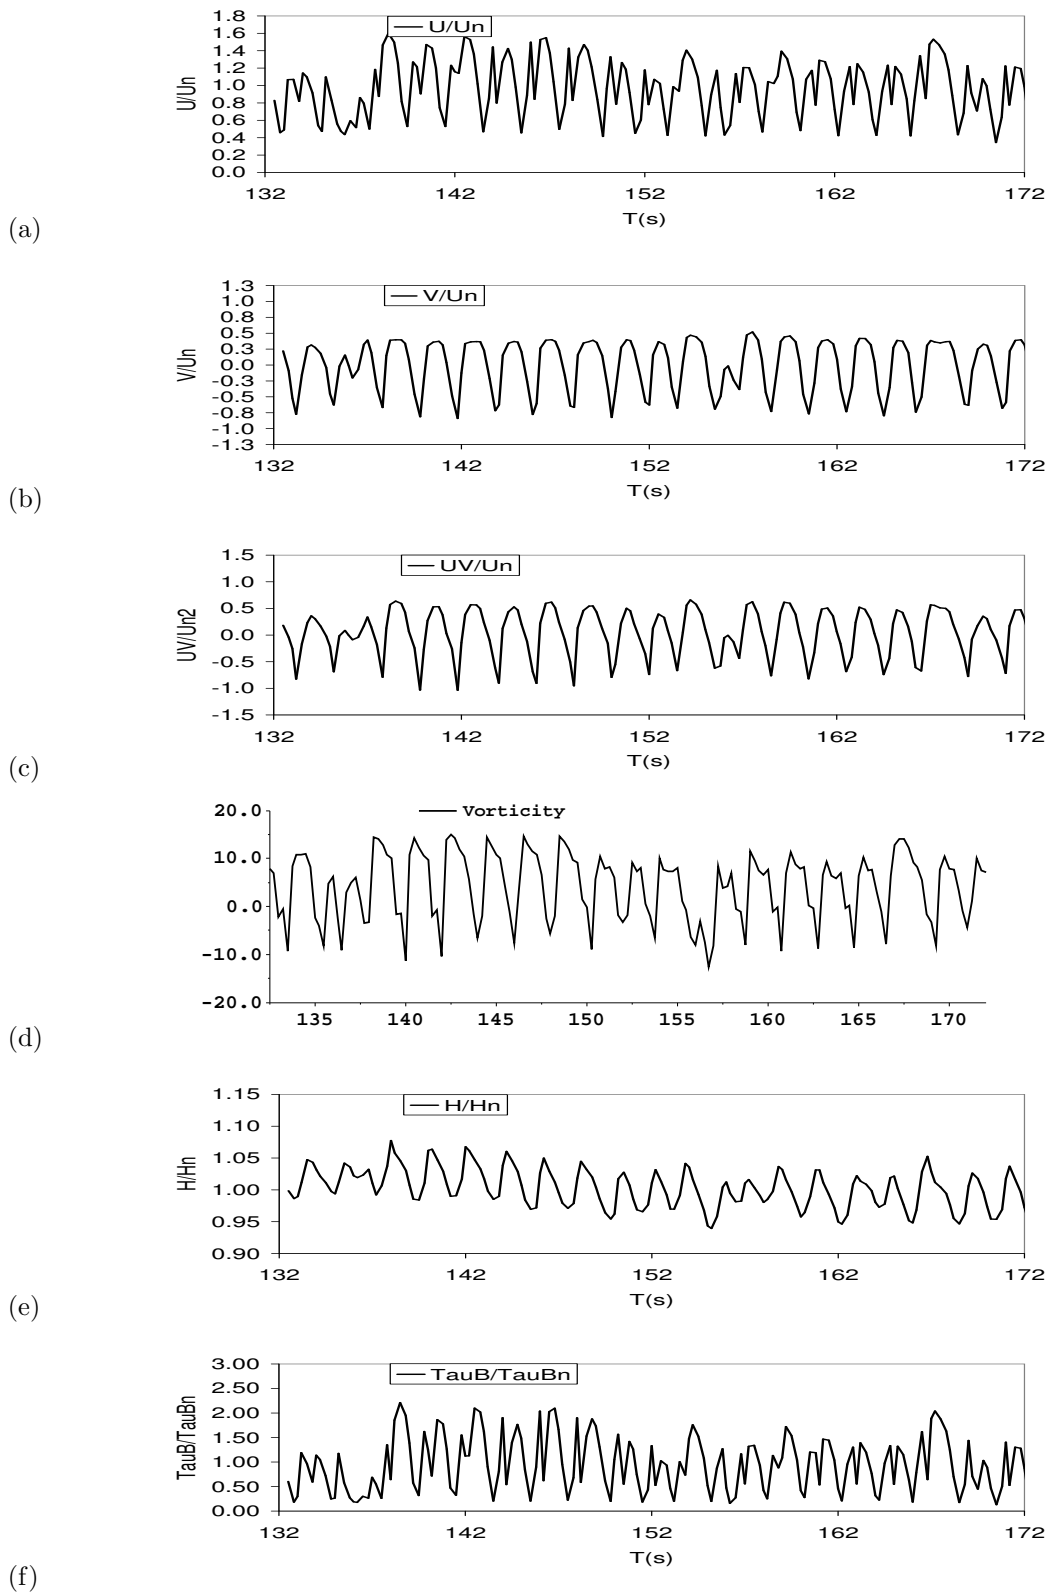 1.8
1.6
1.4
1.2
1.0
0.8
0.6
0.4
0.2
0.0
U/Un
U/Un
132 142 152 162 172
T(s)
(a)
1.3
1.0
0.8
0.5
0.3
0.0
-0.3
-0.5
-0.8
-1.0
-1.3
V/Un
V/Un
132 142 152 162 172
T(s)
(b)
1.5
1.0
0.5
0.0
-0.5
-1.0
-1.5
UV/Un2
UV/Un
132 142 152 162 172
T(s)
(c)
20.0
10.0
0.0
-10.0
-20.0
Vorticity
135 140 145 150 155 160 165 170
(d)
1.15
1.10
1.05
1.00
0.95
0.90
H/Hn
H/Hn
132 142 152 162 172
T(s)
(e)
3.00
2.50
2.00
1.50
1.00
0.50
0.00
TauB/TauBn
TauB/TauBn
132 142 152 162 172
T(s)
(f)